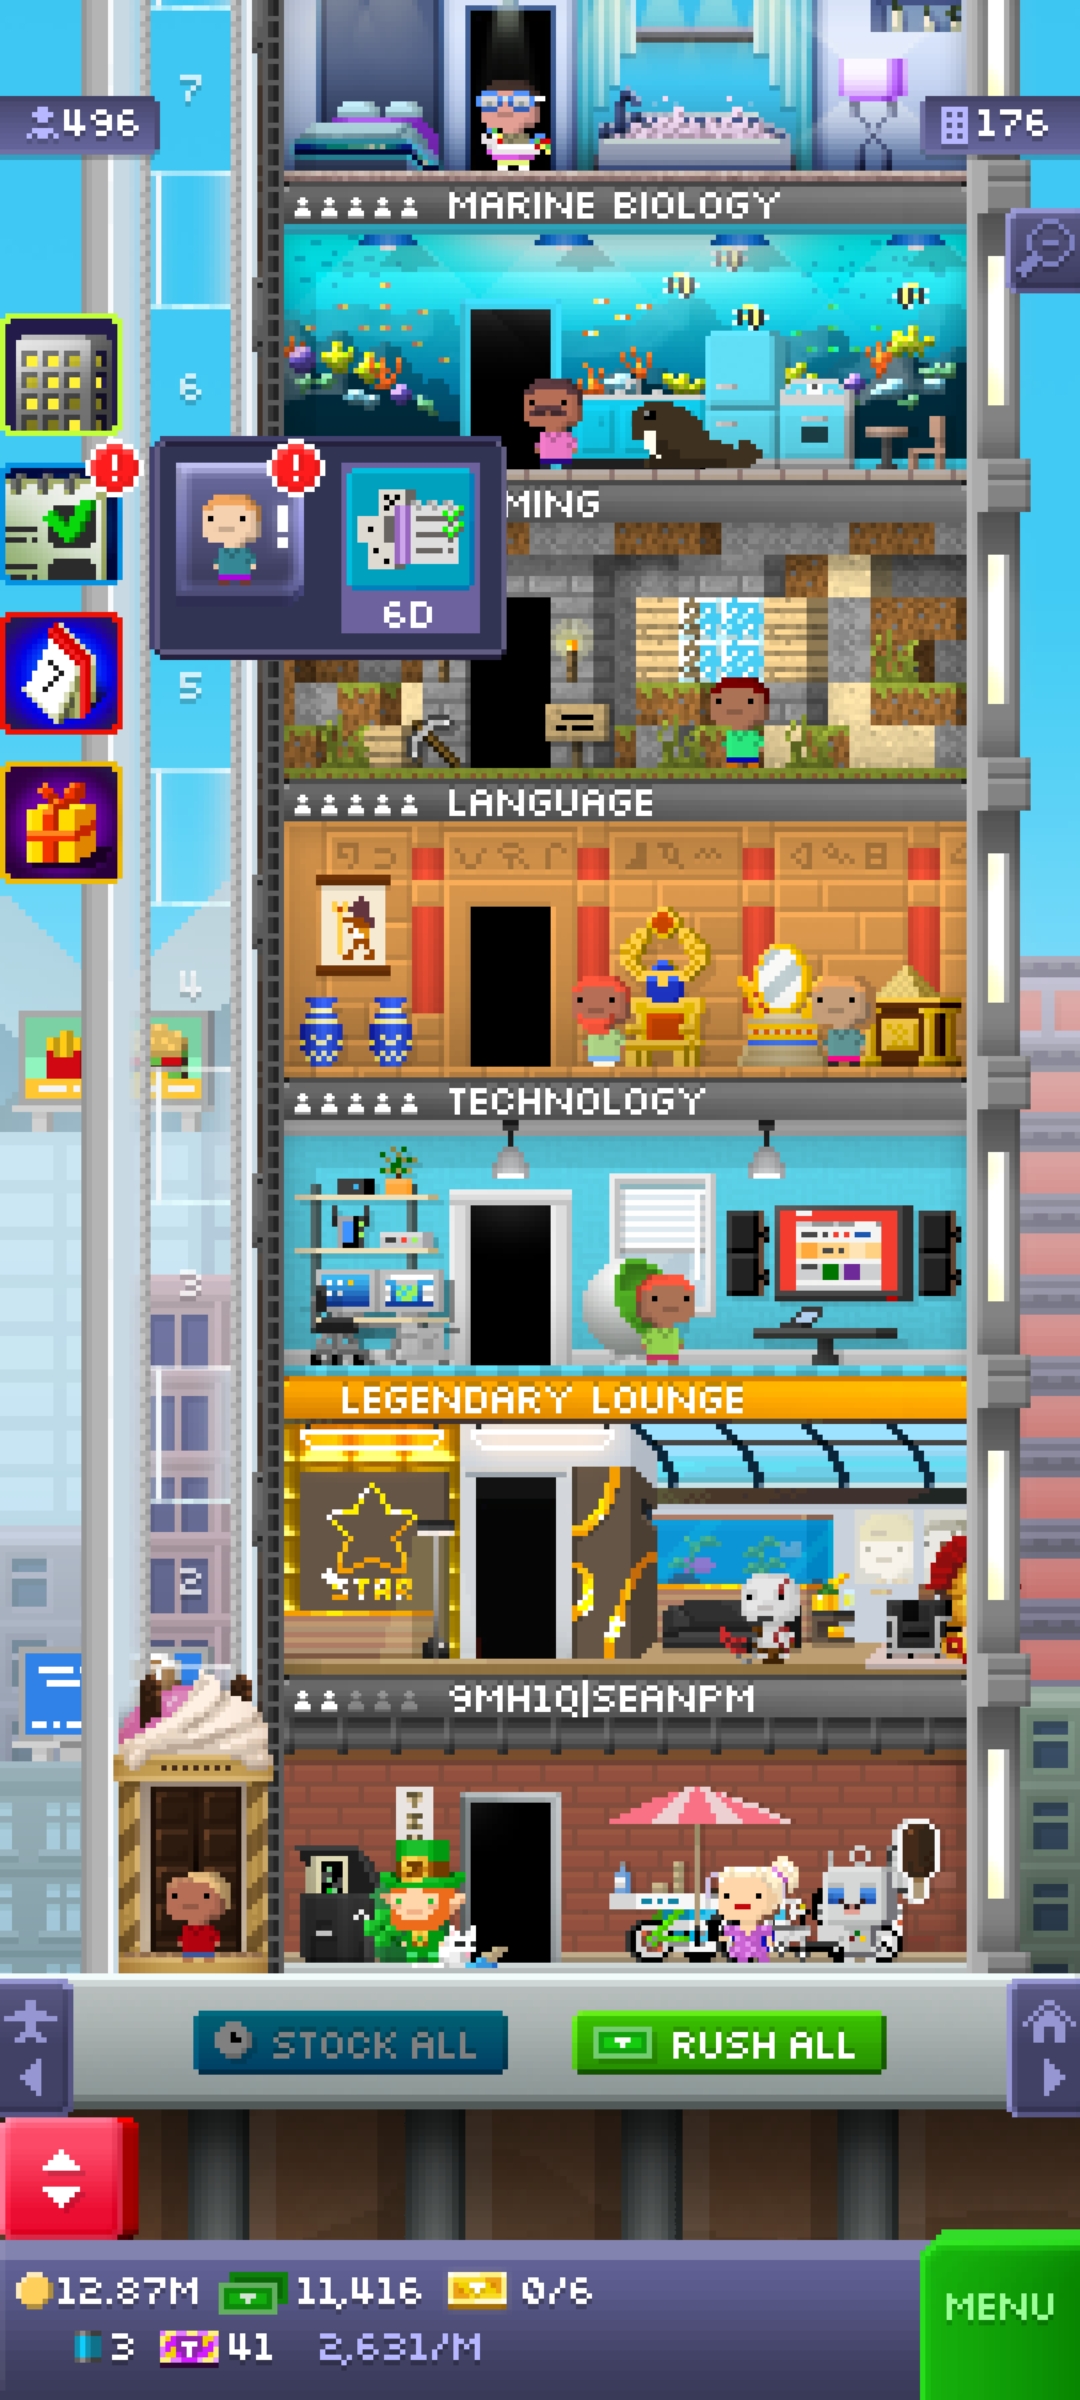 7
496
176
MARINE BIOLOGY
6
!
!
!
MING
6D
5
LANGUAGE
4
TECHNOLOGY
3
LEGENDARY LOUNGE
STAR
2
9MH1Q|SEANPM
STOCK ALL
RUSH ALL
12.87M 11,416 0/6
3 T 41 2,631/M
MENU